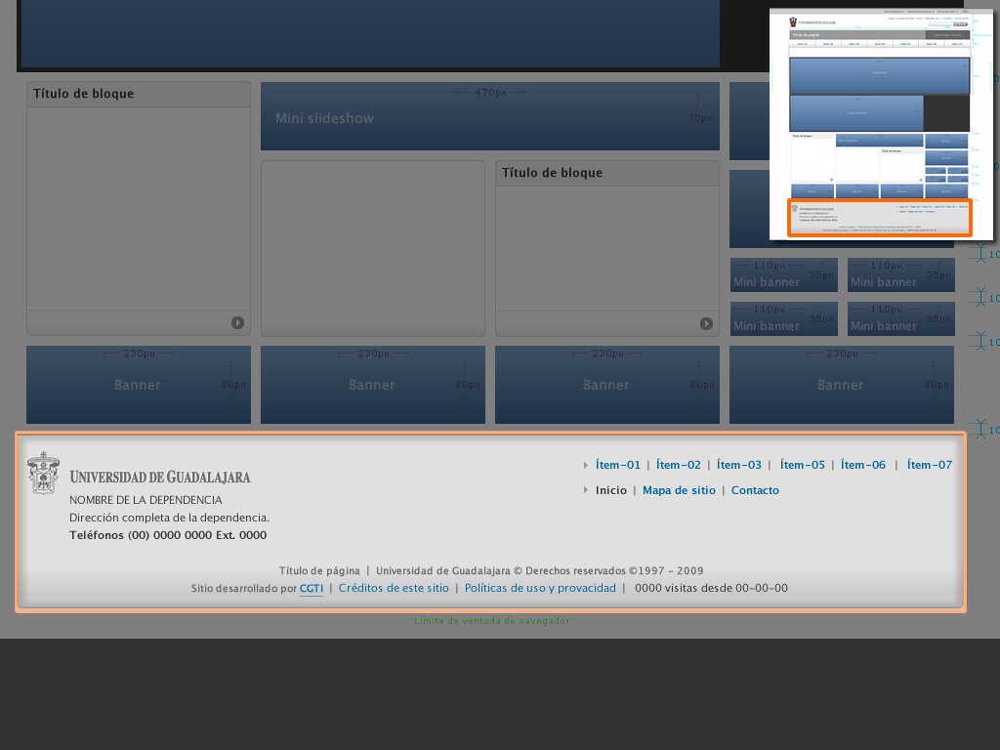 Título de bloque
470px
Mini slideshow
70px
Título de bloque
110px
35px
Mini banner
110px
35px
Mini banner
110px
35px
Mini banner
110px
35px
Mini banner
230px
Banner
80px
230px
Banner
80px
230px
Banner
80px
230px
Banner
80px
UNIVERSIDAD DE GUADALAJARA
NOMBRE DE LA DEPENDENCIA
Dirección completa de la dependencia.
Teléfonos (00) 0000 0000 Ext. 0000
Ítem-01 | Ítem-02 | Ítem-03 | Ítem-05 | Ítem-06 | Ítem-07
Inicio | Mapa de sitio | Contacto
Título de página | Universidad de Guadalajara © Derechos reservados ©1997 - 2009
Sitio desarrollado por CGTI | Créditos de este sitio | Políticas de uso y provacidad | 0000 visitas desde 00-00-00
Límite de ventada de navegador